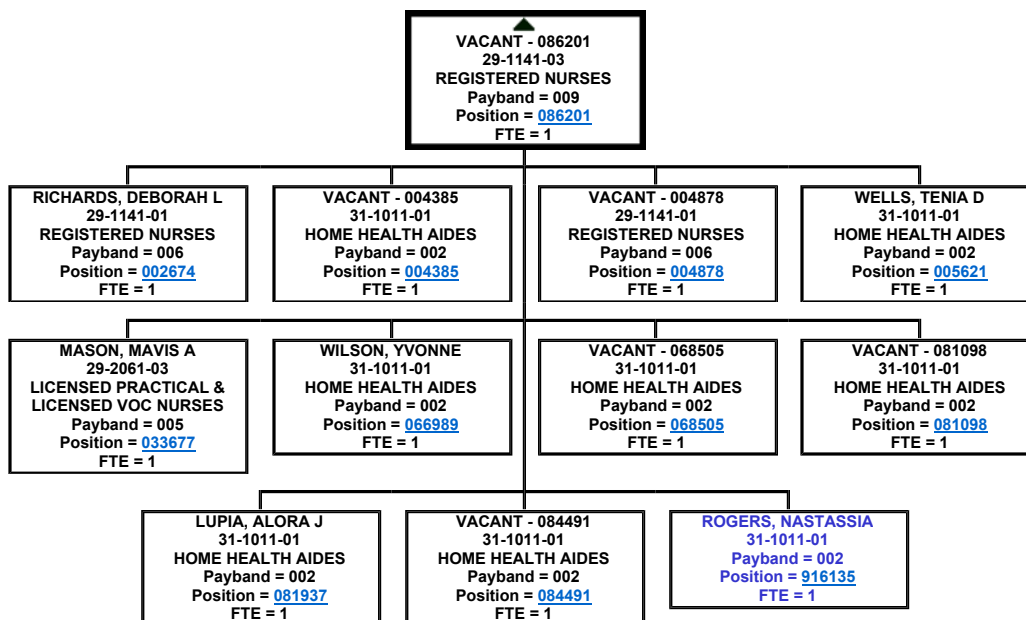 VACANT - 086201
29-1141-03
REGISTERED NURSES
Payband = 009
Position = 086201
FTE = 1
RICHARDS, DEBORAH L
29-1141-01
REGISTERED NURSES
Payband = 006
Position = 002674
FTE = 1
VACANT - 004385
31-1011-01
HOME HEALTH AIDES
Payband = 002
Position = 004385
FTE = 1
VACANT - 004878
29-1141-01
REGISTERED NURSES
Payband = 006
Position = 004878
FTE = 1
WELLS, TENIA D
31-1011-01
HOME HEALTH AIDES
Payband = 002
Position = 005621
FTE = 1
MASON, MAVIS A
29-2061-03
LICENSED PRACTICAL &
LICENSED VOC NURSES
Payband = 005
Position = 033677
FTE = 1
WILSON, YVONNE
31-1011-01
HOME HEALTH AIDES
Payband = 002
Position = 066989
FTE = 1
VACANT - 068505
31-1011-01
HOME HEALTH AIDES
Payband = 002
Position = 068505
FTE = 1
VACANT - 081098
31-1011-01
HOME HEALTH AIDES
Payband = 002
Position = 081098
FTE = 1
LUPIA, ALORA J
31-1011-01
HOME HEALTH AIDES
Payband = 002
Position = 081937
FTE = 1
VACANT - 084491
31-1011-01
HOME HEALTH AIDES
Payband = 002
Position = 084491
FTE = 1
ROGERS, NASTASSIA
31-1011-01
Payband = 002
Position = 916135
FTE = 1